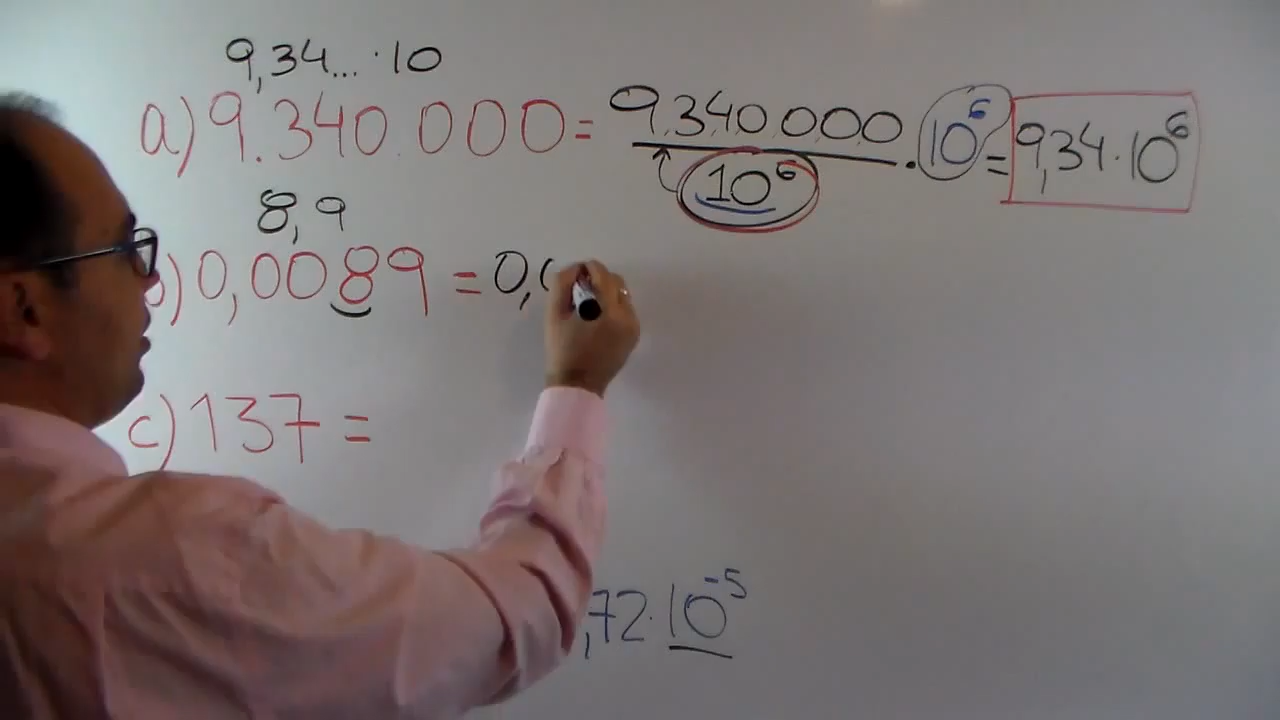 9,34... · 10
a) 9.340.000 = 9.340.000 / 10⁶ · 10⁶ = 9,34 · 10⁶
8,9
) 0,0089 = 0,0
c) 137 =
,72 · 10⁻⁵